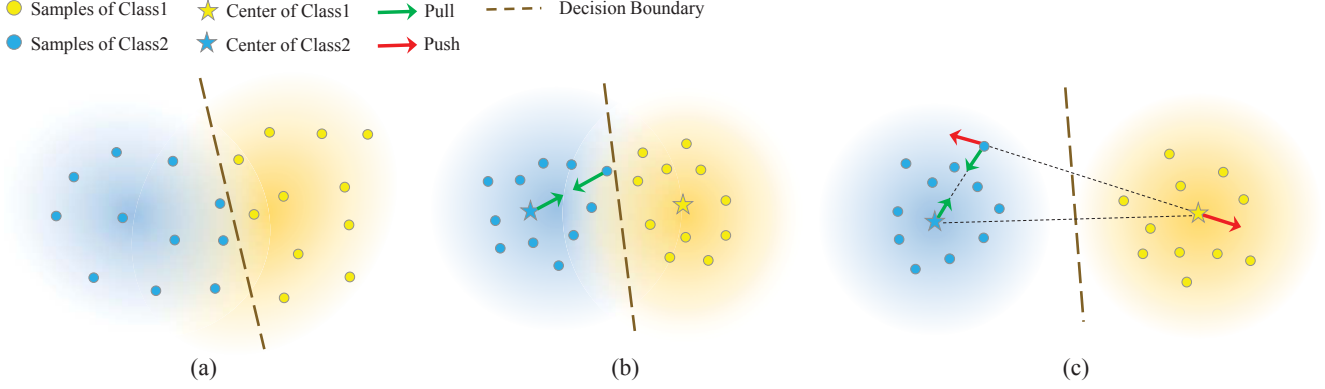 Samples of Class1 Center of Class1 Pull Decision Boundary
Samples of Class2 Center of Class2 Push
(a) (b) (c)